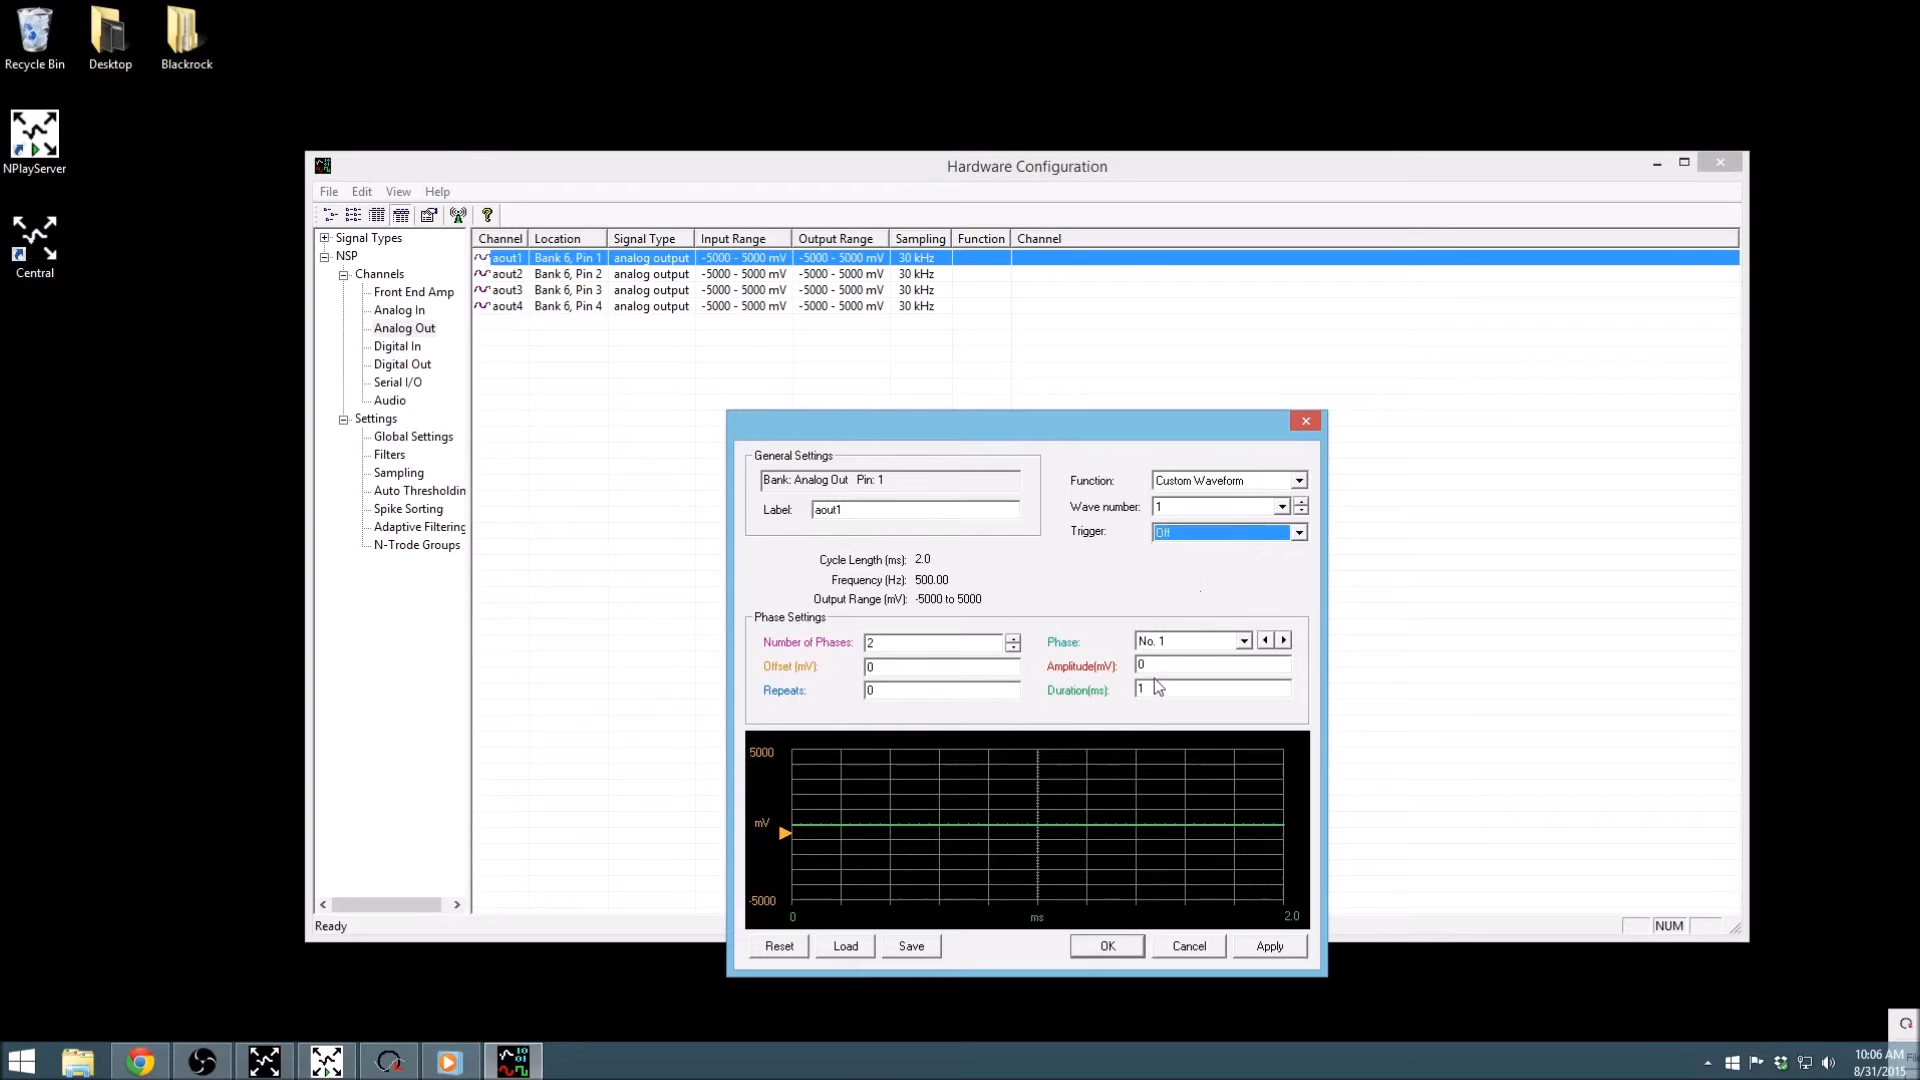 Recycle Bin
Desktop
Blackrock
NPlayServer
Central
Hardware Configuration
File Edit View Help
Signal Types
NSP
Channels
Front End Amp
Analog In
Analog Out
Digital In
Digital Out
Serial I/O
Audio
Settings
Global Settings
Filters
Sampling
Auto Thresholdin
Spike Sorting
Adaptive Filtering
N-Trode Groups
Channel Location Signal Type Input Range Output Range Sampling Function Channel
aout1 Bank 6, Pin 1 analog output -5000 - 5000 mV -5000 - 5000 mV 30 kHz
aout2 Bank 6, Pin 2 analog output -5000 - 5000 mV -5000 - 5000 mV 30 kHz
aout3 Bank 6, Pin 3 analog output -5000 - 5000 mV -5000 - 5000 mV 30 kHz
aout4 Bank 6, Pin 4 analog output -5000 - 5000 mV -5000 - 5000 mV 30 kHz
General Settings
Bank: Analog Out Pin: 1
Label: aout1
Function: Custom Waveform
Wave number: 1
Trigger: Off
Cycle Length (ms): 2.0
Frequency (Hz): 500.00
Output Range (mV): -5000 to 5000
Phase Settings
Number of Phases: 2
Offset (mV): 0
Repeats: 0
Phase: No. 1
Amplitude(mV): 0
Duration(ms): 1
5000
mV
-5000
0 ms 2.0
Reset Load Save OK Cancel Apply
Ready
NUM
10:06 AM
8/31/2015